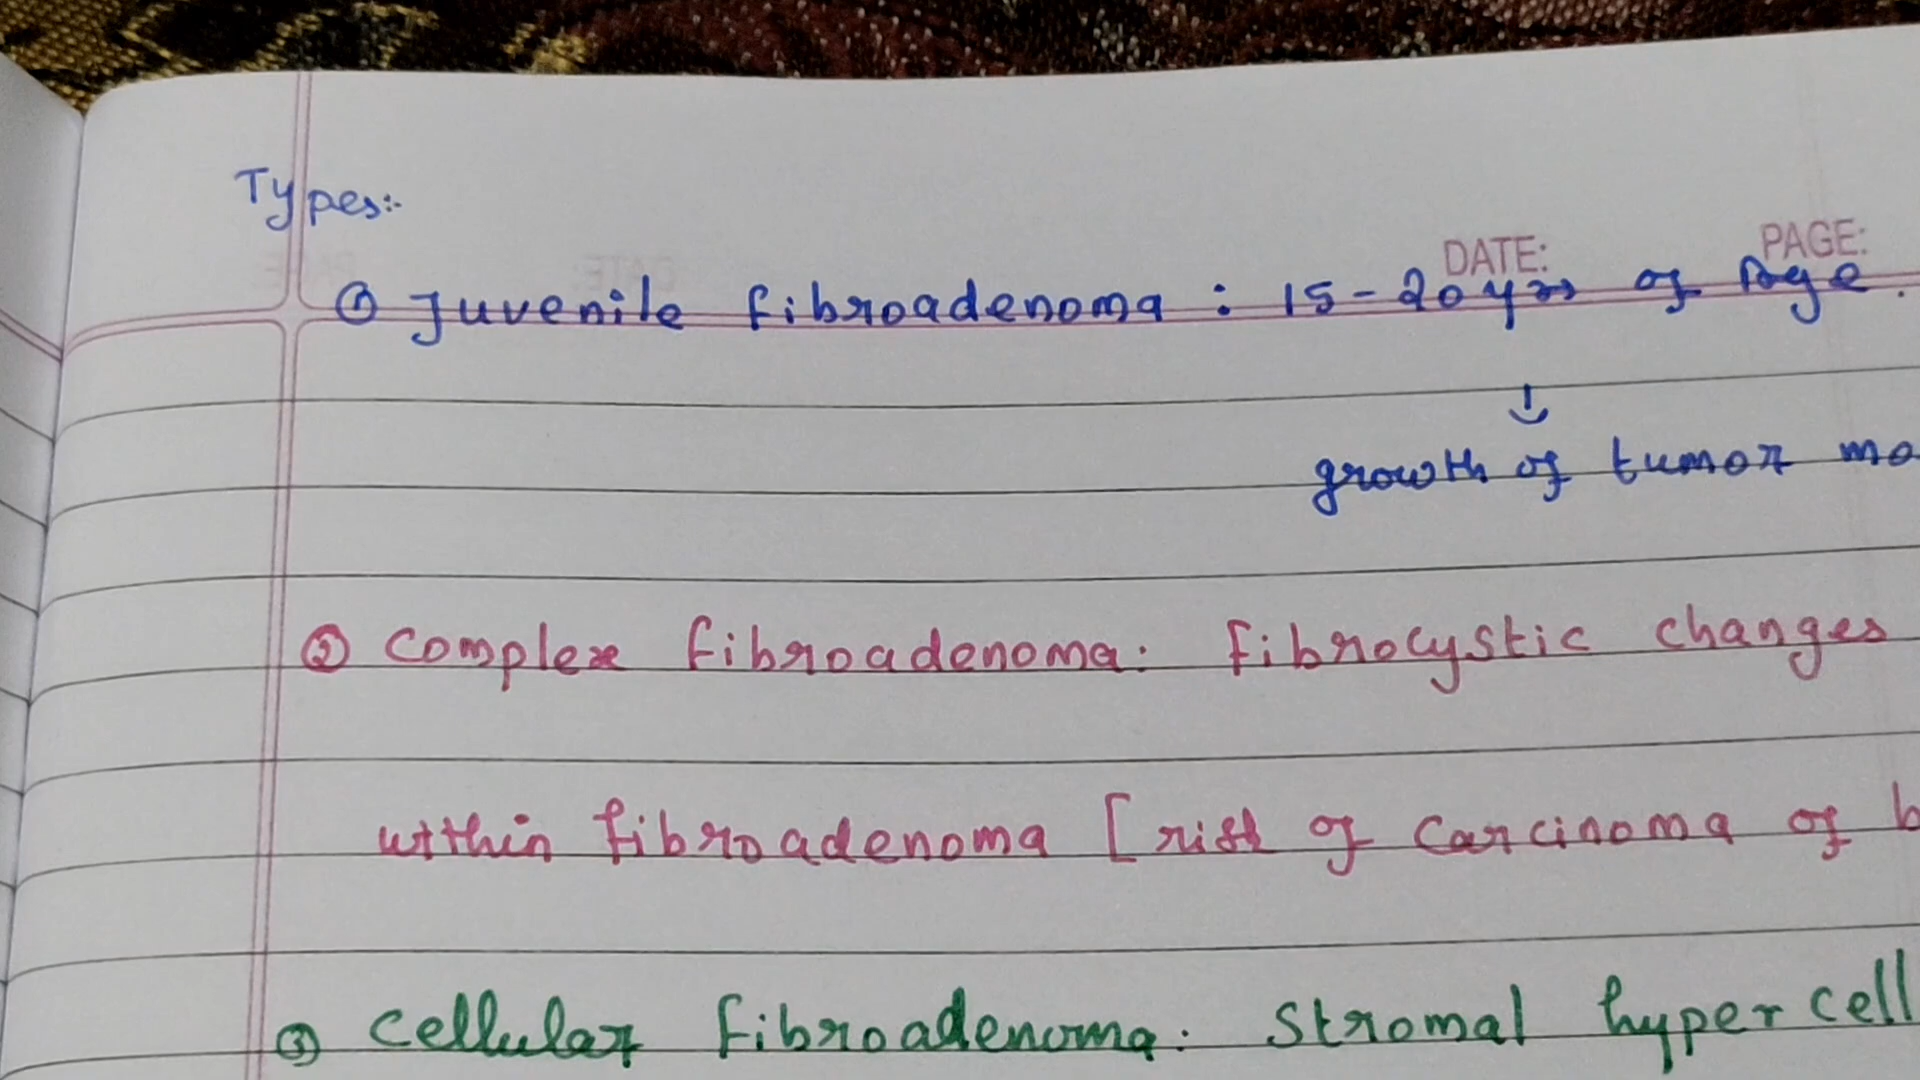 Types:-
DATE: PAGE:
① Juvenile fibroadenoma : 15-20 yrs of Age.
↓
growth of tumor mo
② Complex fibroadenoma: fibrocystic changes
within fibroadenoma [risk of carcinoma of b
③ Cellular fibroadenoma: Stromal hypercell